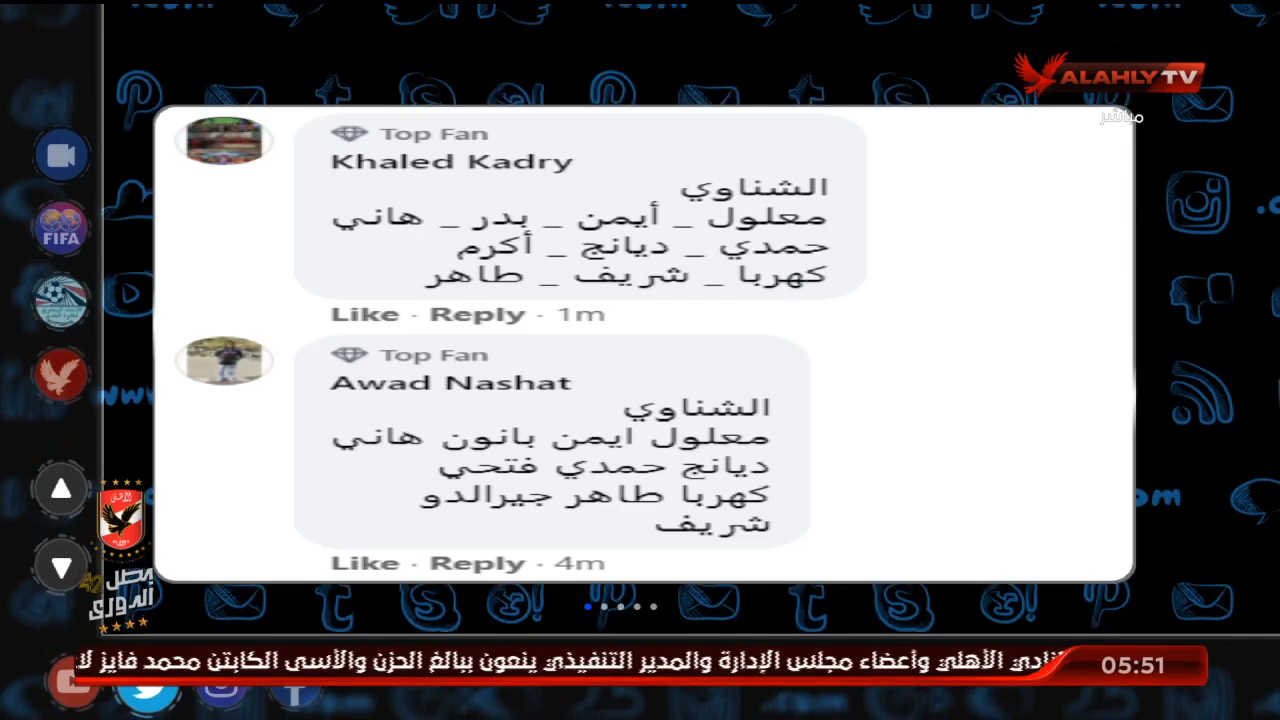 ALAHLY TV
مباشر
Top Fan
Khaled Kadry
الشناوي
معلول _ أيمن _ بدر _ هاني
حمدي _ ديانج _ أكرم
كهربا _ شريف _ طاهر
Like · Reply · 1m
Top Fan
Awad Nashat
الشناوي
معلول ايمن بانون هاني
ديانج حمدي فتحي
كهربا طاهر جيرالدو
شريف
Like · Reply · 4m
FIFA
بطل الدورى
42
النادي الأهلي وأعضاء مجلس الإدارة والمدير التنفيذي ينعون ببالغ الحزن والأسى الكابتن محمد فايز
05:51